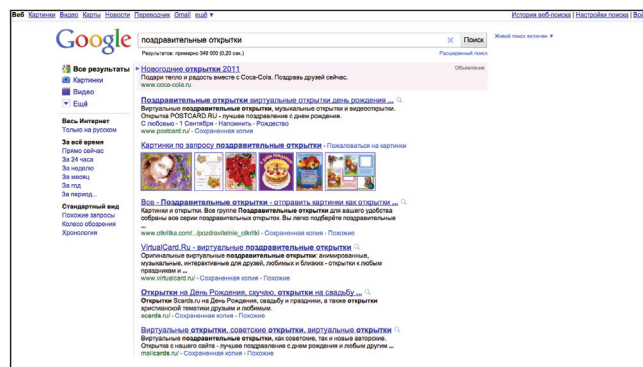 Веб Картинки Видео Карты Новости Переводчик Gmail ещё ▼
История веб-поиска | Настройки поиска | Вой
Google
поздравительные открытки
Поиск
Живой поиск включен ▼
Результатов: примерно 349 000 (0,20 сек.)
Расширенный поиск
Все результаты
Картинки
Видео
Ещё
Весь Интернет
Только на русском
За всё время
Прямо сейчас
За 24 часа
За неделю
За месяц
За год
За период...
Стандартный вид
Похожие запросы
Колесо обозрения
Хронология
Новогодние открытки 2011
Объявление
Подари тепло и радость вместе с Coca-Cola. Поздравь друзей сейчас.
www.coca-cola.ru
Поздравительные открытки виртуальные открытки день рождения ...
Виртуальные поздравительные открытки, музыкальные открытки и видеооткрытки.
Открытка POSTCARD.RU - лучшее поздравление с днем рождения.
С любовью - 1 Сентября - Напомнить - Рождество
www.postcard.ru/ - Сохраненная копия
Картинки по запросу поздравительные открытки - Пожаловаться на картинки
Все - Поздравительные открытки - отправить картинки как открытку ...
Картинки и открытки. Все группе Поздравительные открытки для вашего удобства
собраны все серии поздравительных открыток. Вы легко подберёте поздравительные
...
www.otkritka.com/.../pozdravitelnie_otkritki - Сохраненная копия - Похожие
VirtualCard.Ru - виртуальные поздравительные открытки
Оригинальные виртуальные поздравительные открытки: анимированные,
музыкальные, интерактивные для друзей, любимых и близких - открытки к любым
праздникам и ...
www.virtualcard.ru/ - Сохраненная копия - Похожие
Открытки на День Рождения, скучаю, открытки на свадьбу ...
Открытки Scards.ru на День Рождения, свадьбу и праздники, а также открытки
христианской тематики друзьям и любимым.
scards.ru/ - Сохраненная копия - Похожие
Виртуальные открытки, советские открытки, виртуальные открытки
Виртуальные поздравительные открытки, как советские, так и новые авторские.
Открытка с нашего сайта - лучшее поздравление с днем рождения и любым другим ...
mailcards.ru/ - Сохраненная копия - Похожие